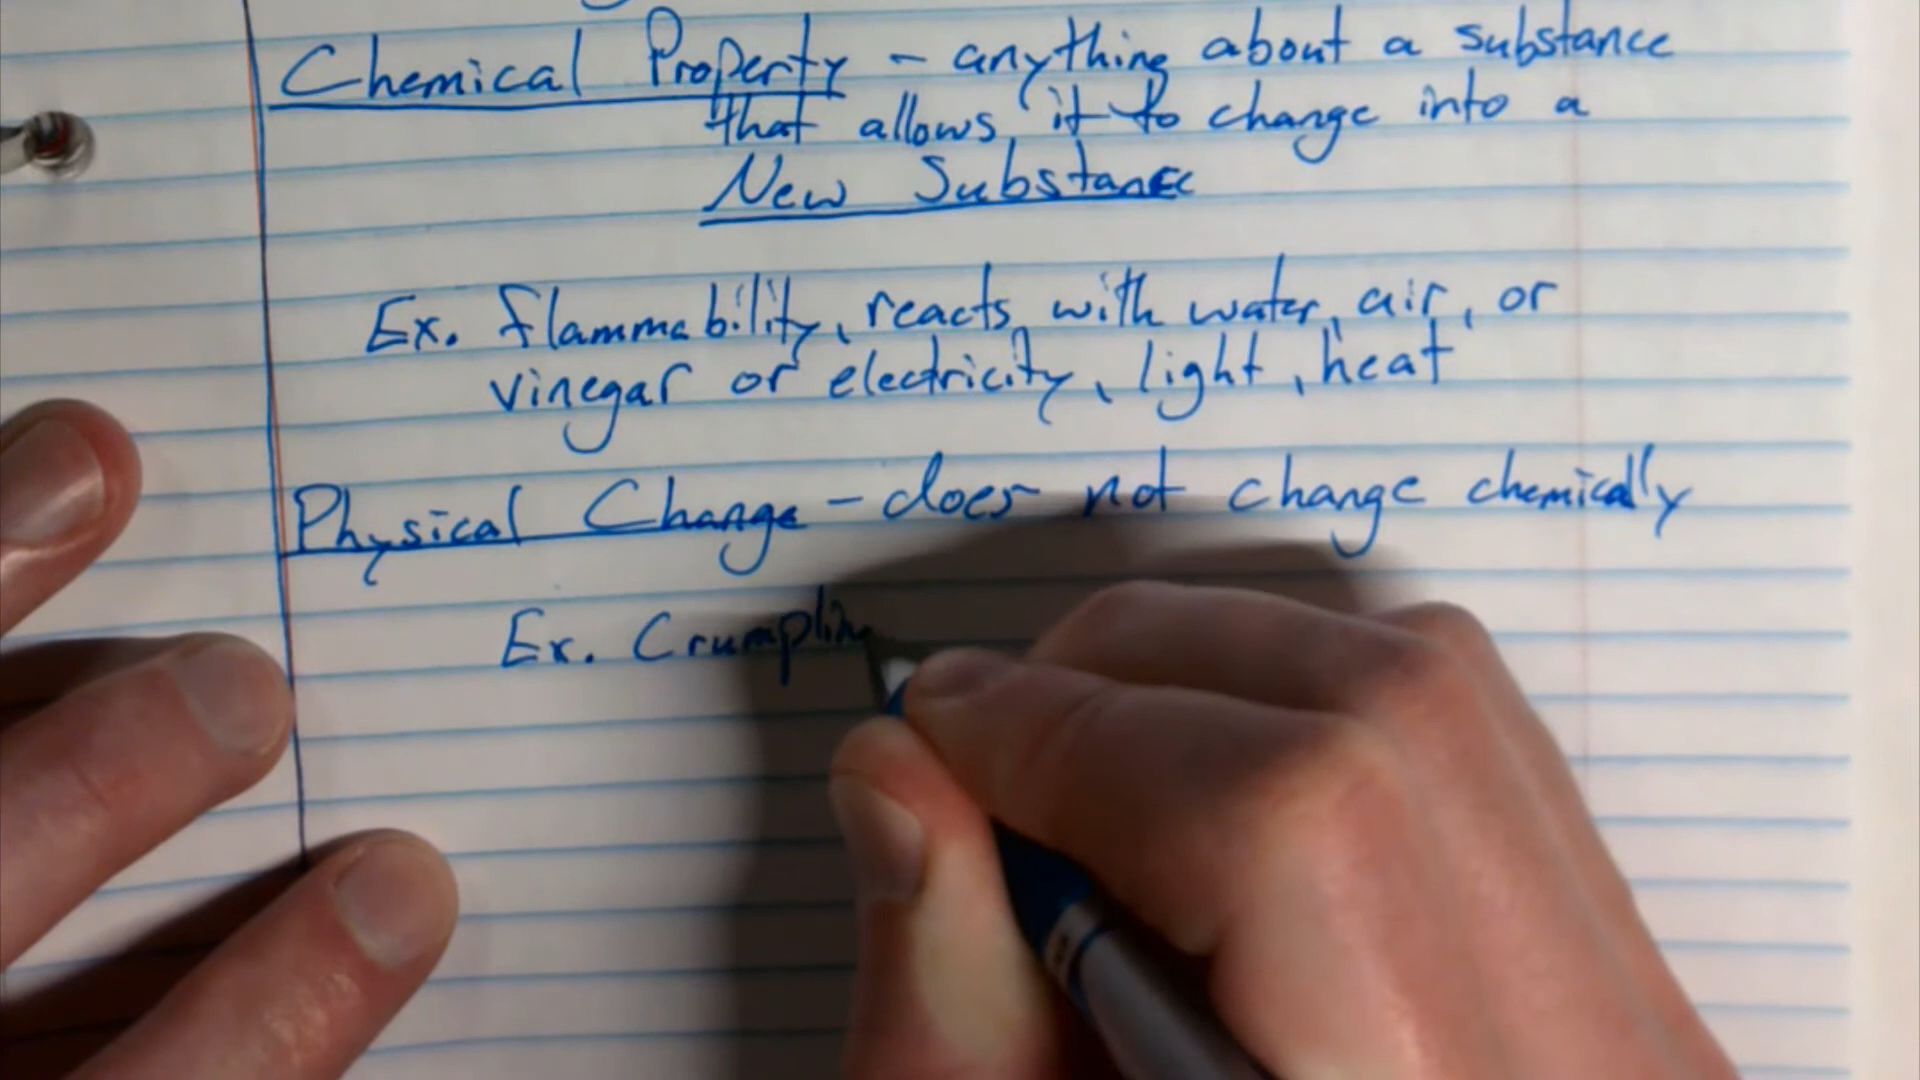 Chemical Property - anything about a substance
that allows it to change into a
New Substance
Ex. flammability, reacts with water, air, or
vinegar or electricity, light, heat
Physical Change - does not change chemically
Ex. Crumplin